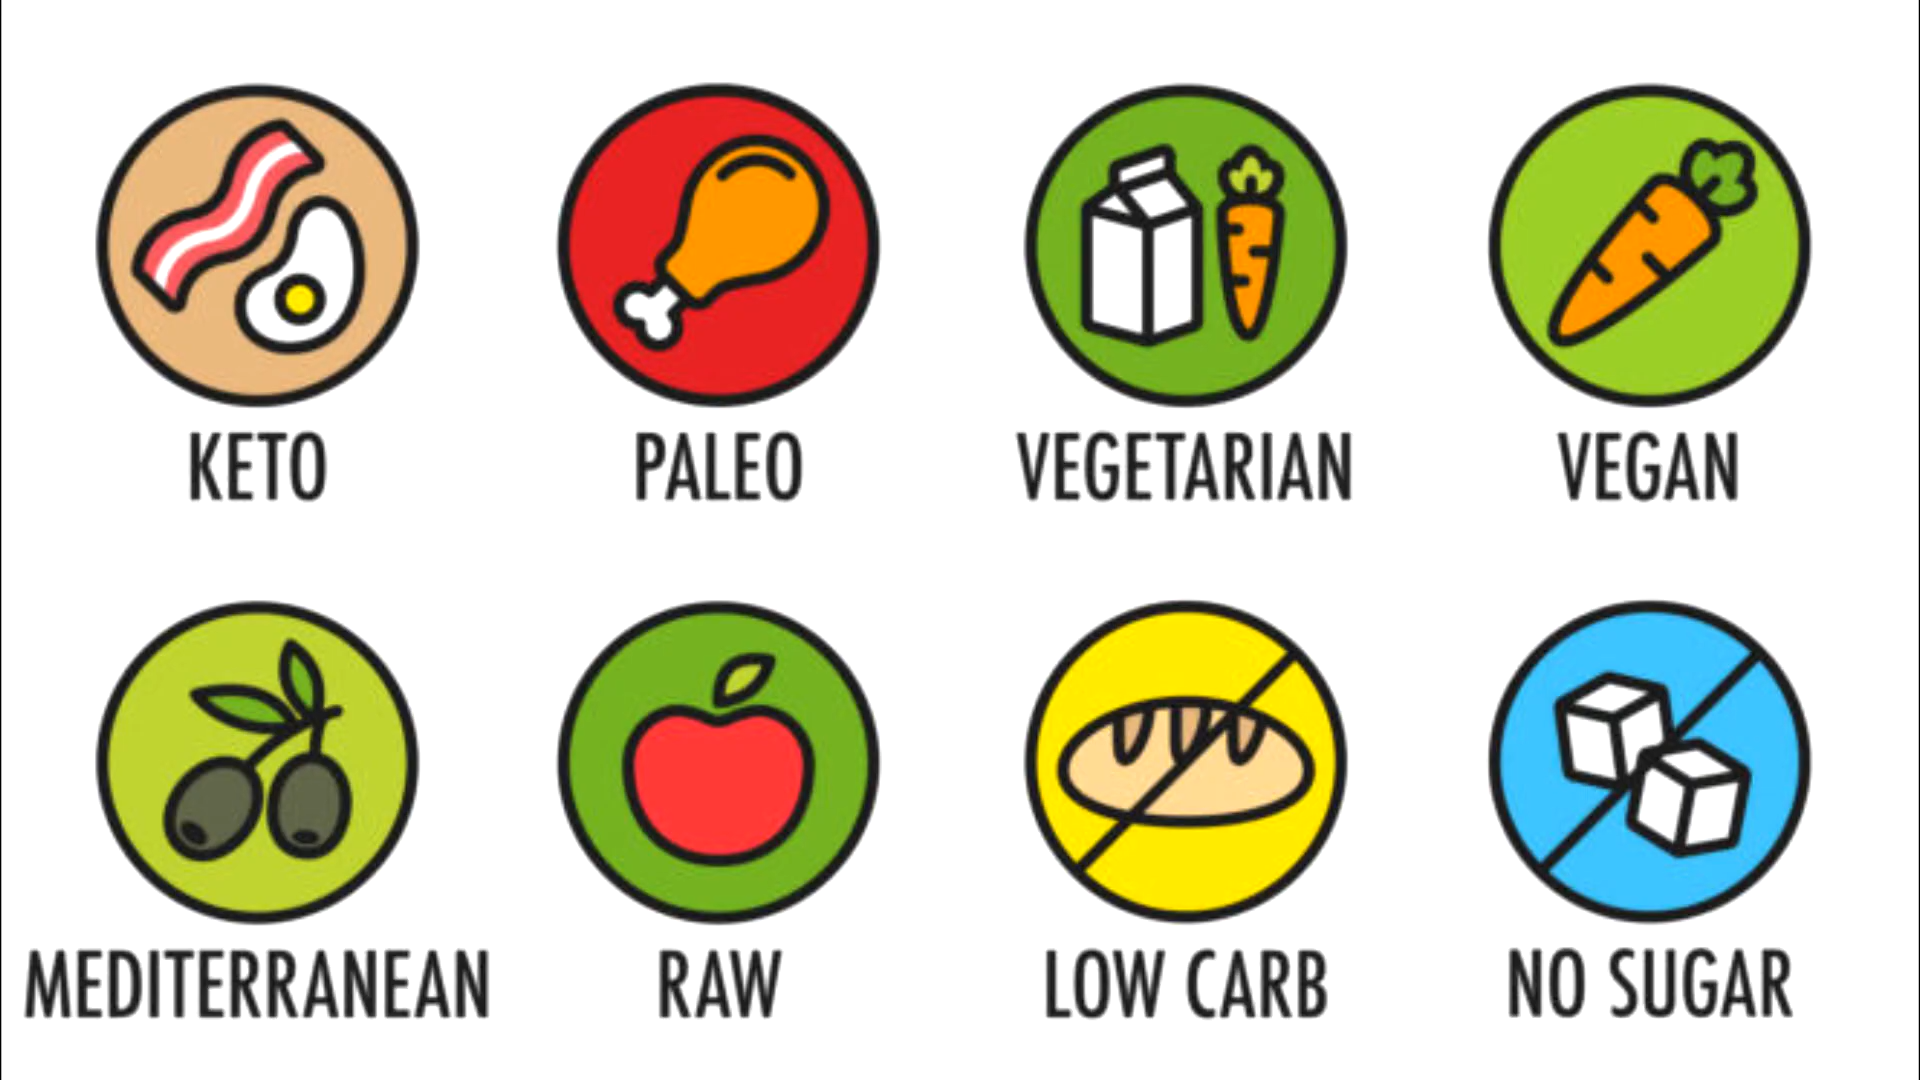 KETO
PALEO
VEGETARIAN
VEGAN
MEDITERRANEAN
RAW
LOW CARB
NO SUGAR